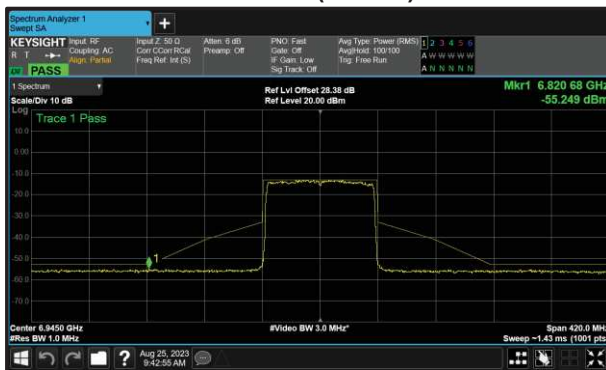 Spectrum Analyzer 1
Swept SA
KEYSIGHT
R T
PASS
Input: RF
Coupling: AC
Align: Partial
Input Z: 50 Ω
Corr CCorr RCal
Freq Ref: Int (S)
Atten: 6 dB
Preamp: Off
PNO: Fast
Gate: Off
IF Gain: Low
Sig Track: Off
Avg Type: Power (RMS)
Avg|Hold: 100/100
Trig: Free Run
1 2 3 4 5 6
A W W W W W
A N N N N N
1 Spectrum
Scale/Div 10 dB
Log
Ref Lvl Offset 28.38 dB
Ref Level 20.00 dBm
Mkr1 6.820 68 GHz
-55.249 dBm
Trace 1 Pass
10.0
0.00
-10.0
-20.0
-30.0
-40.0
-50.0
-60.0
-70.0
1
Center 6.9450 GHz
#Res BW 1.0 MHz
#Video BW 3.0 MHz*
Span 420.0 MHz
Sweep ~1.43 ms (1001 pts)
?
Aug 25, 2023
9:42:55 AM